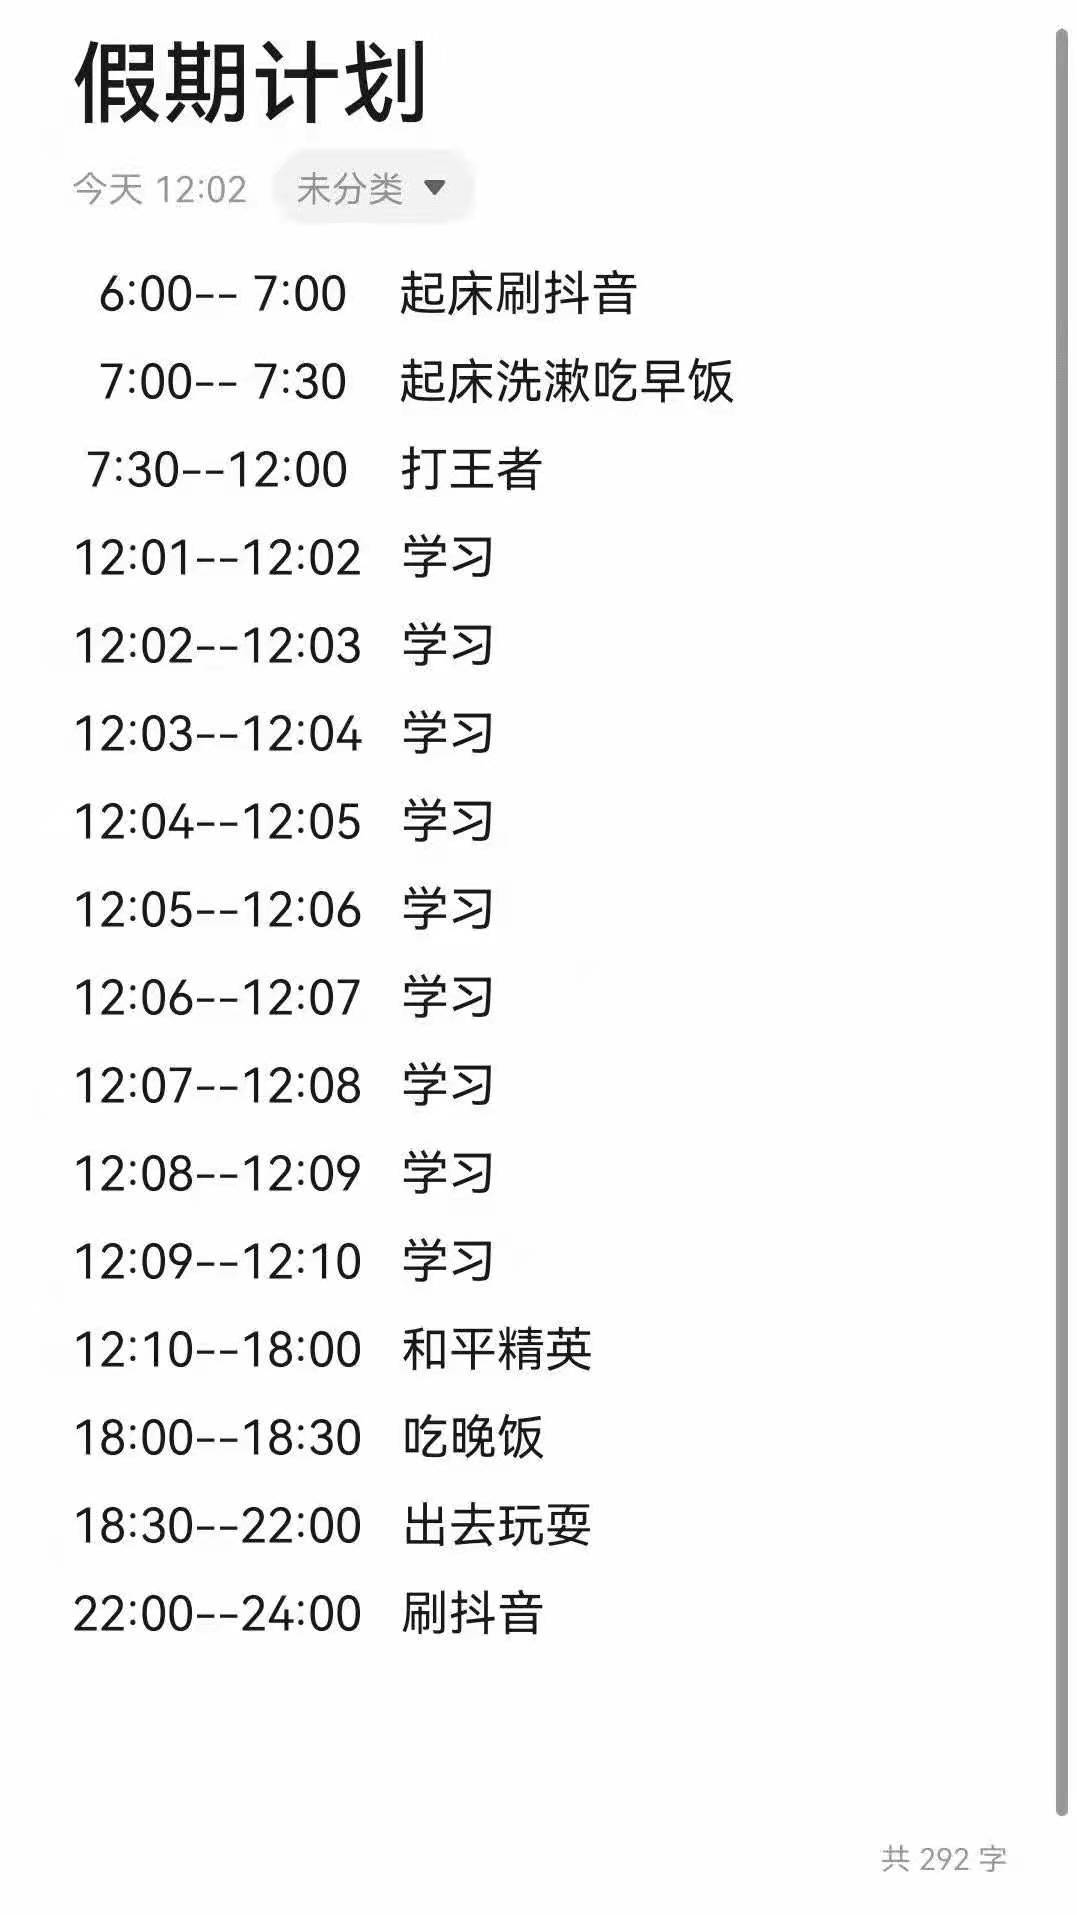 假期计划
今天 12:02 未分类
6:00-- 7:00 起床刷抖音
7:00-- 7:30 起床洗漱吃早饭
7:30--12:00 打王者
12:01--12:02 学习
12:02--12:03 学习
12:03--12:04 学习
12:04--12:05 学习
12:05--12:06 学习
12:06--12:07 学习
12:07--12:08 学习
12:08--12:09 学习
12:09--12:10 学习
12:10--18:00 和平精英
18:00--18:30 吃晚饭
18:30--22:00 出去玩耍
22:00--24:00 刷抖音
共 292 字